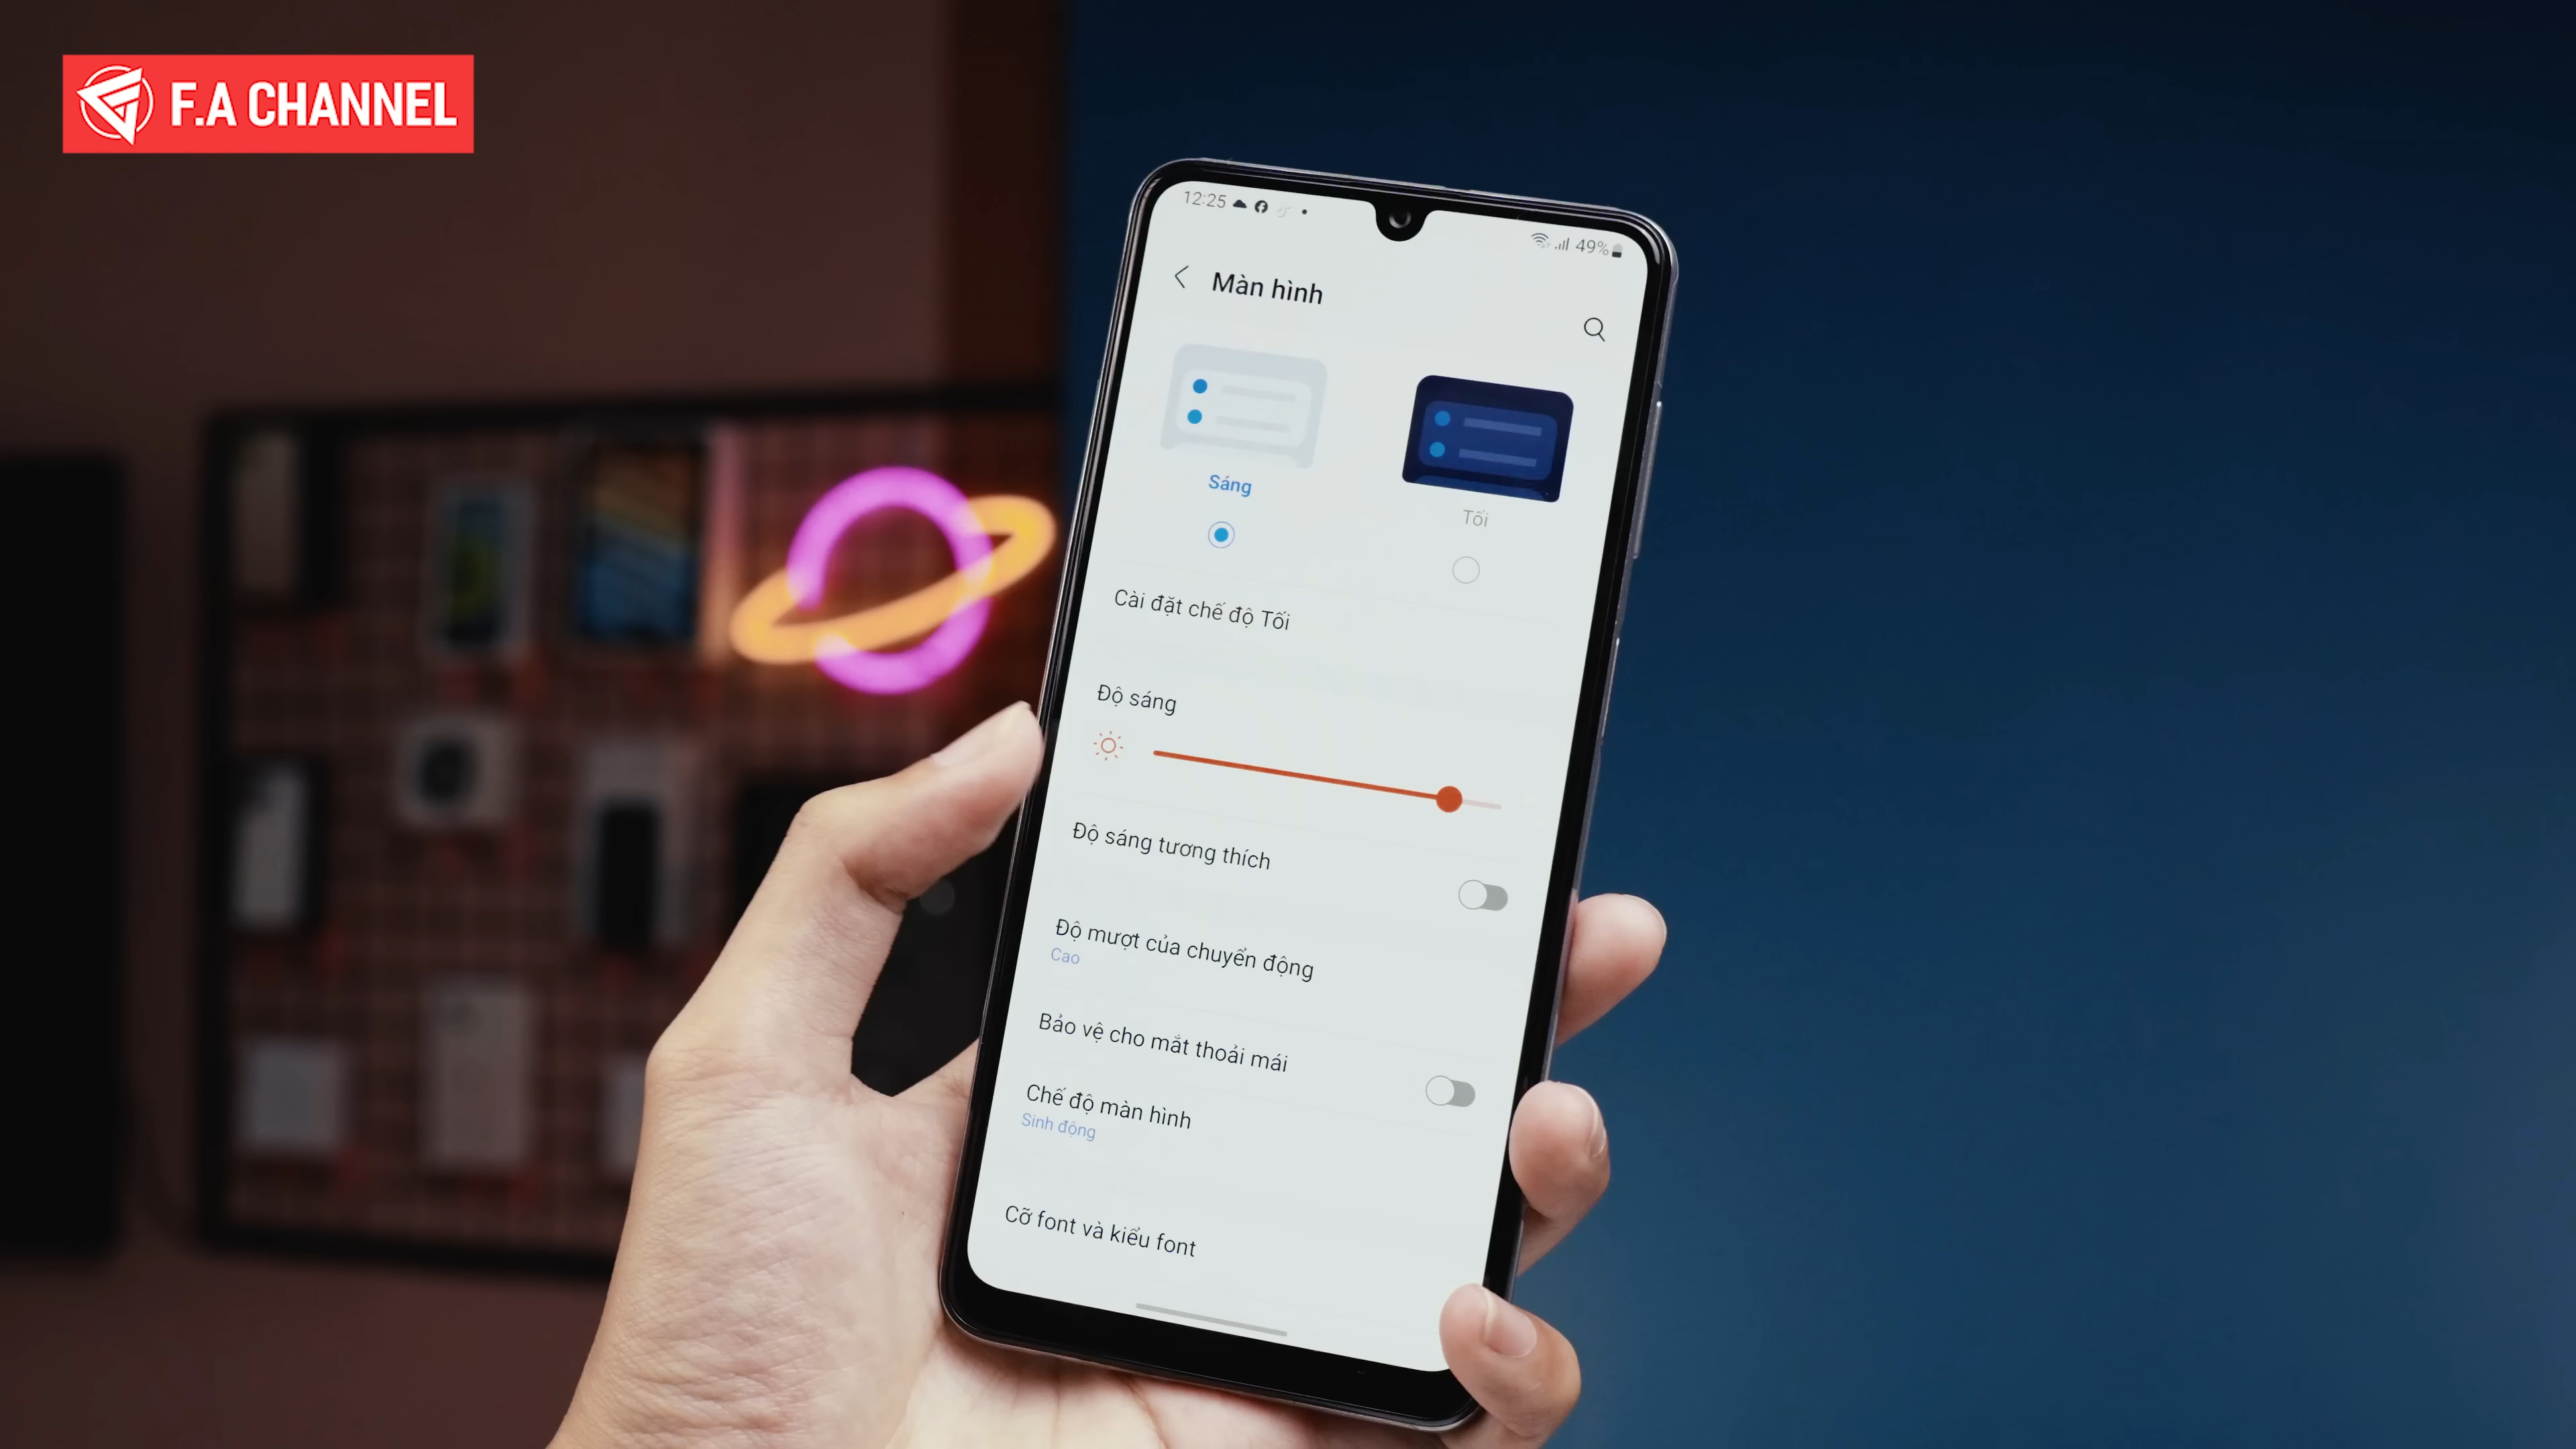 F.A CHANNEL
12:25
49%
Màn hình
Sáng
Tối
Cài đặt chế độ Tối
Độ sáng
Độ sáng tương thích
Độ mượt của chuyển động
Cao
Bảo vệ cho mắt thoải mái
Chế độ màn hình
Sinh động
Cỡ font và kiểu font